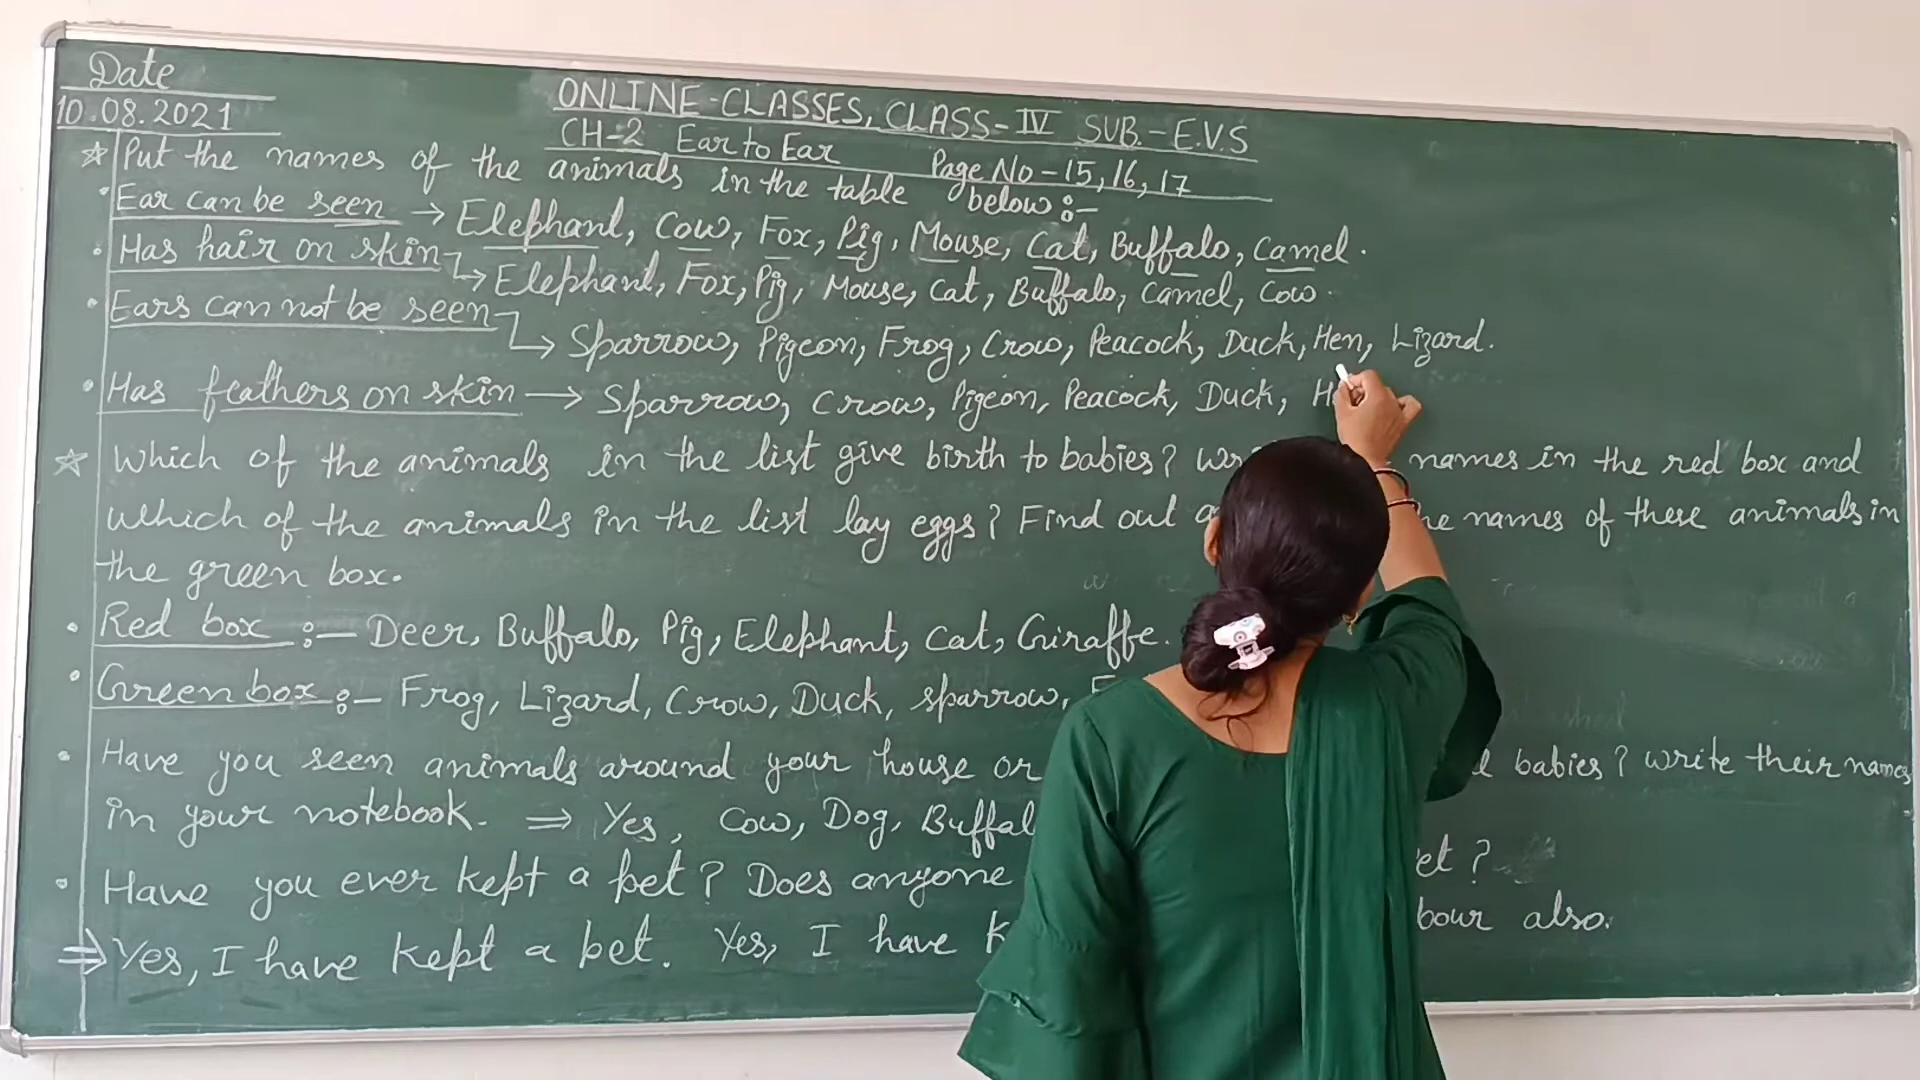 Date
10.08.2021
ONLINE-CLASSES, CLASS-IV SUB.-E.V.S
CH-2 Ear to Ear Page No-15,16,17
☆ Put the names of the animals in the table below:-
• Ear can be seen → Elephant, Cow, Fox, Pig, Mouse, Cat, Buffalo, Camel.
• Has hair on skin → Elephant, Fox, Pig, Mouse, Cat, Buffalo, Camel, Cow.
• Ears can not be seen → Sparrow, Pigeon, Frog, Crow, Peacock, Duck, Hen, Lizard.
• Has feathers on skin → Sparrow, Crow, Pigeon, Peacock, Duck,
☆ Which of the animals in the list give birth to babies? names in the red box and
which of the animals in the list lay eggs? Find out names of these animals in
the green box.
• Red box :- Deer, Buffalo, Pig, Elephant, Cat, Giraffe.
• Green box :- Frog, Lizard, Crow, Duck, sparrow,
• Have you seen animals around your house or babies? write their names
in your notebook. ⇒ Yes, Cow, Dog,
• Have you ever kept a pet? Does anyone
⇒ Yes, I have kept a pet. Yes, I have also.